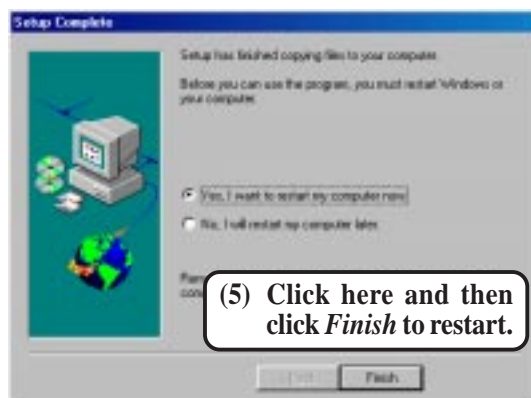 Setup Complete
Setup has finished copying files to your computer.
Before you can use the program, you must restart Windows or
your computer.
Yes, I want to restart my computer now.
No, I will restart my computer later.
(5) Click here and then
click Finish to restart.
Finish